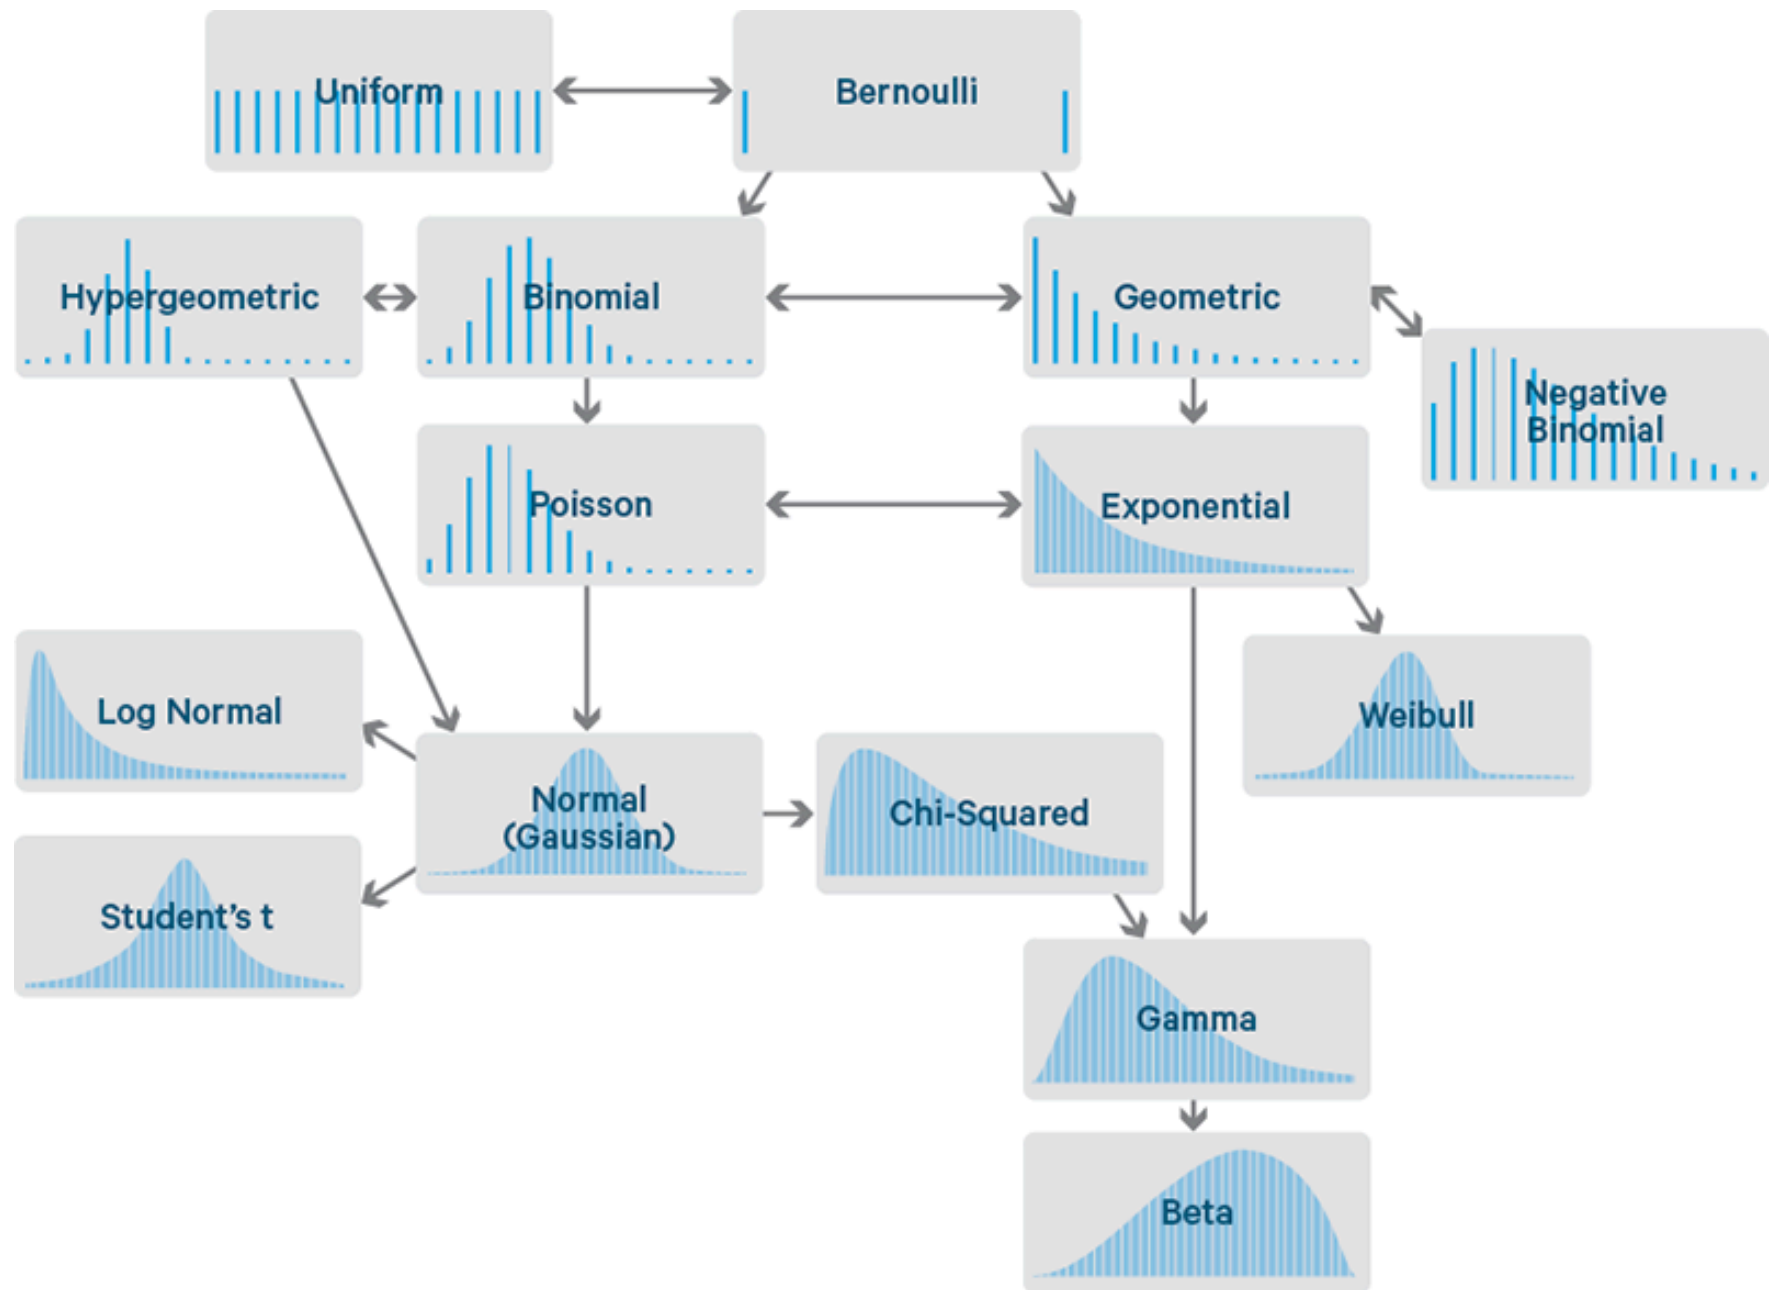 Uniform
Bernoulli
Hypergeometric
Binomial
Geometric
Negative
Binomial
Poisson
Exponential
Log Normal
Weibull
Normal
(Gaussian)
Chi-Squared
Student’s t
Gamma
Beta